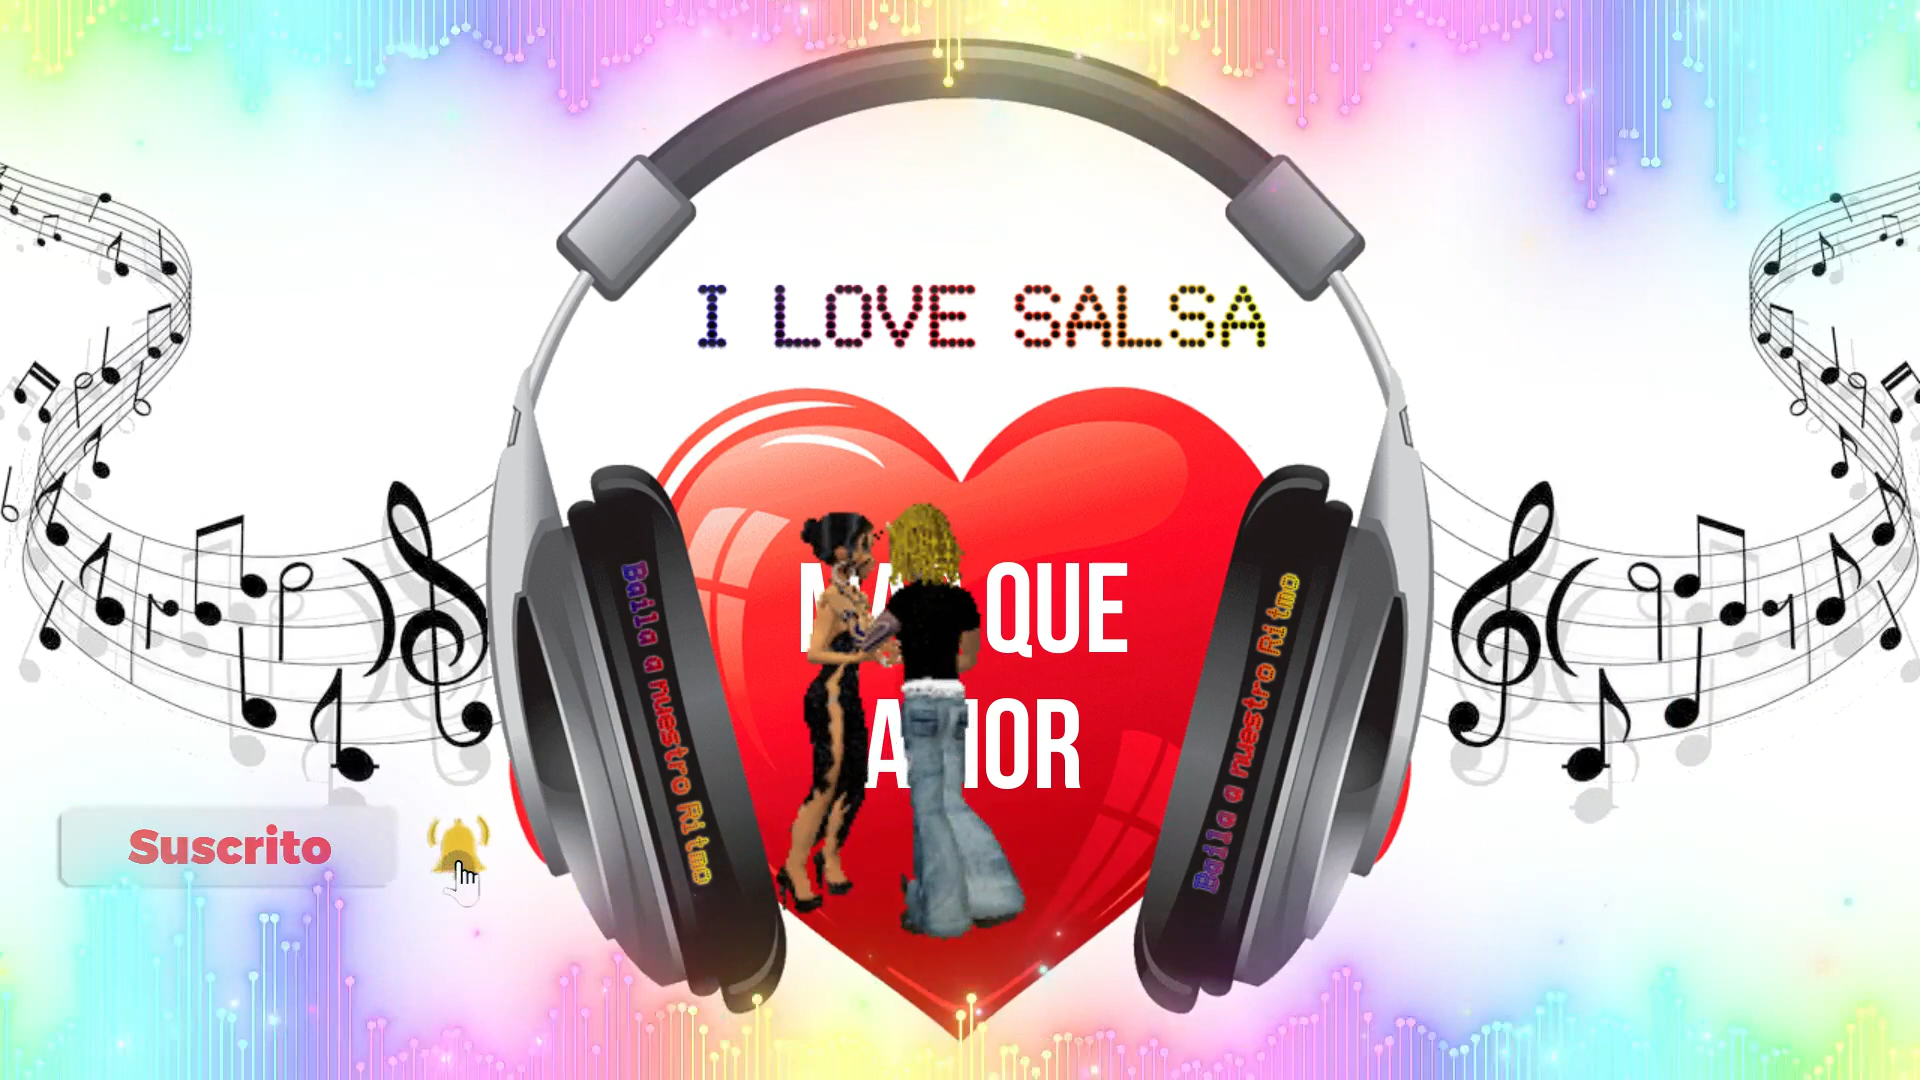 I LOVE SALSA
QUE
Baila a nuestro Ritmo
Baila a nuestro Ritmo
Suscrito